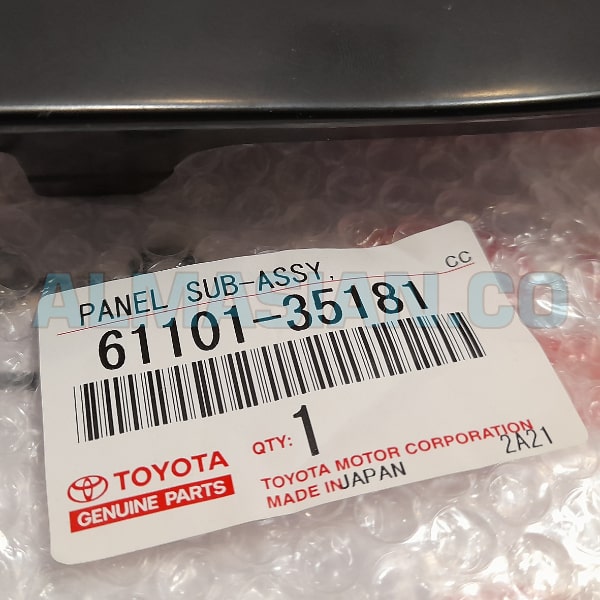 PANEL SUB-ASSY,
CC
61101-35181
ALMASIAN.CO
QTY: 1
TOYOTA
GENUINE PARTS
TOYOTA MOTOR CORPORATION
MADE IN JAPAN
2A21